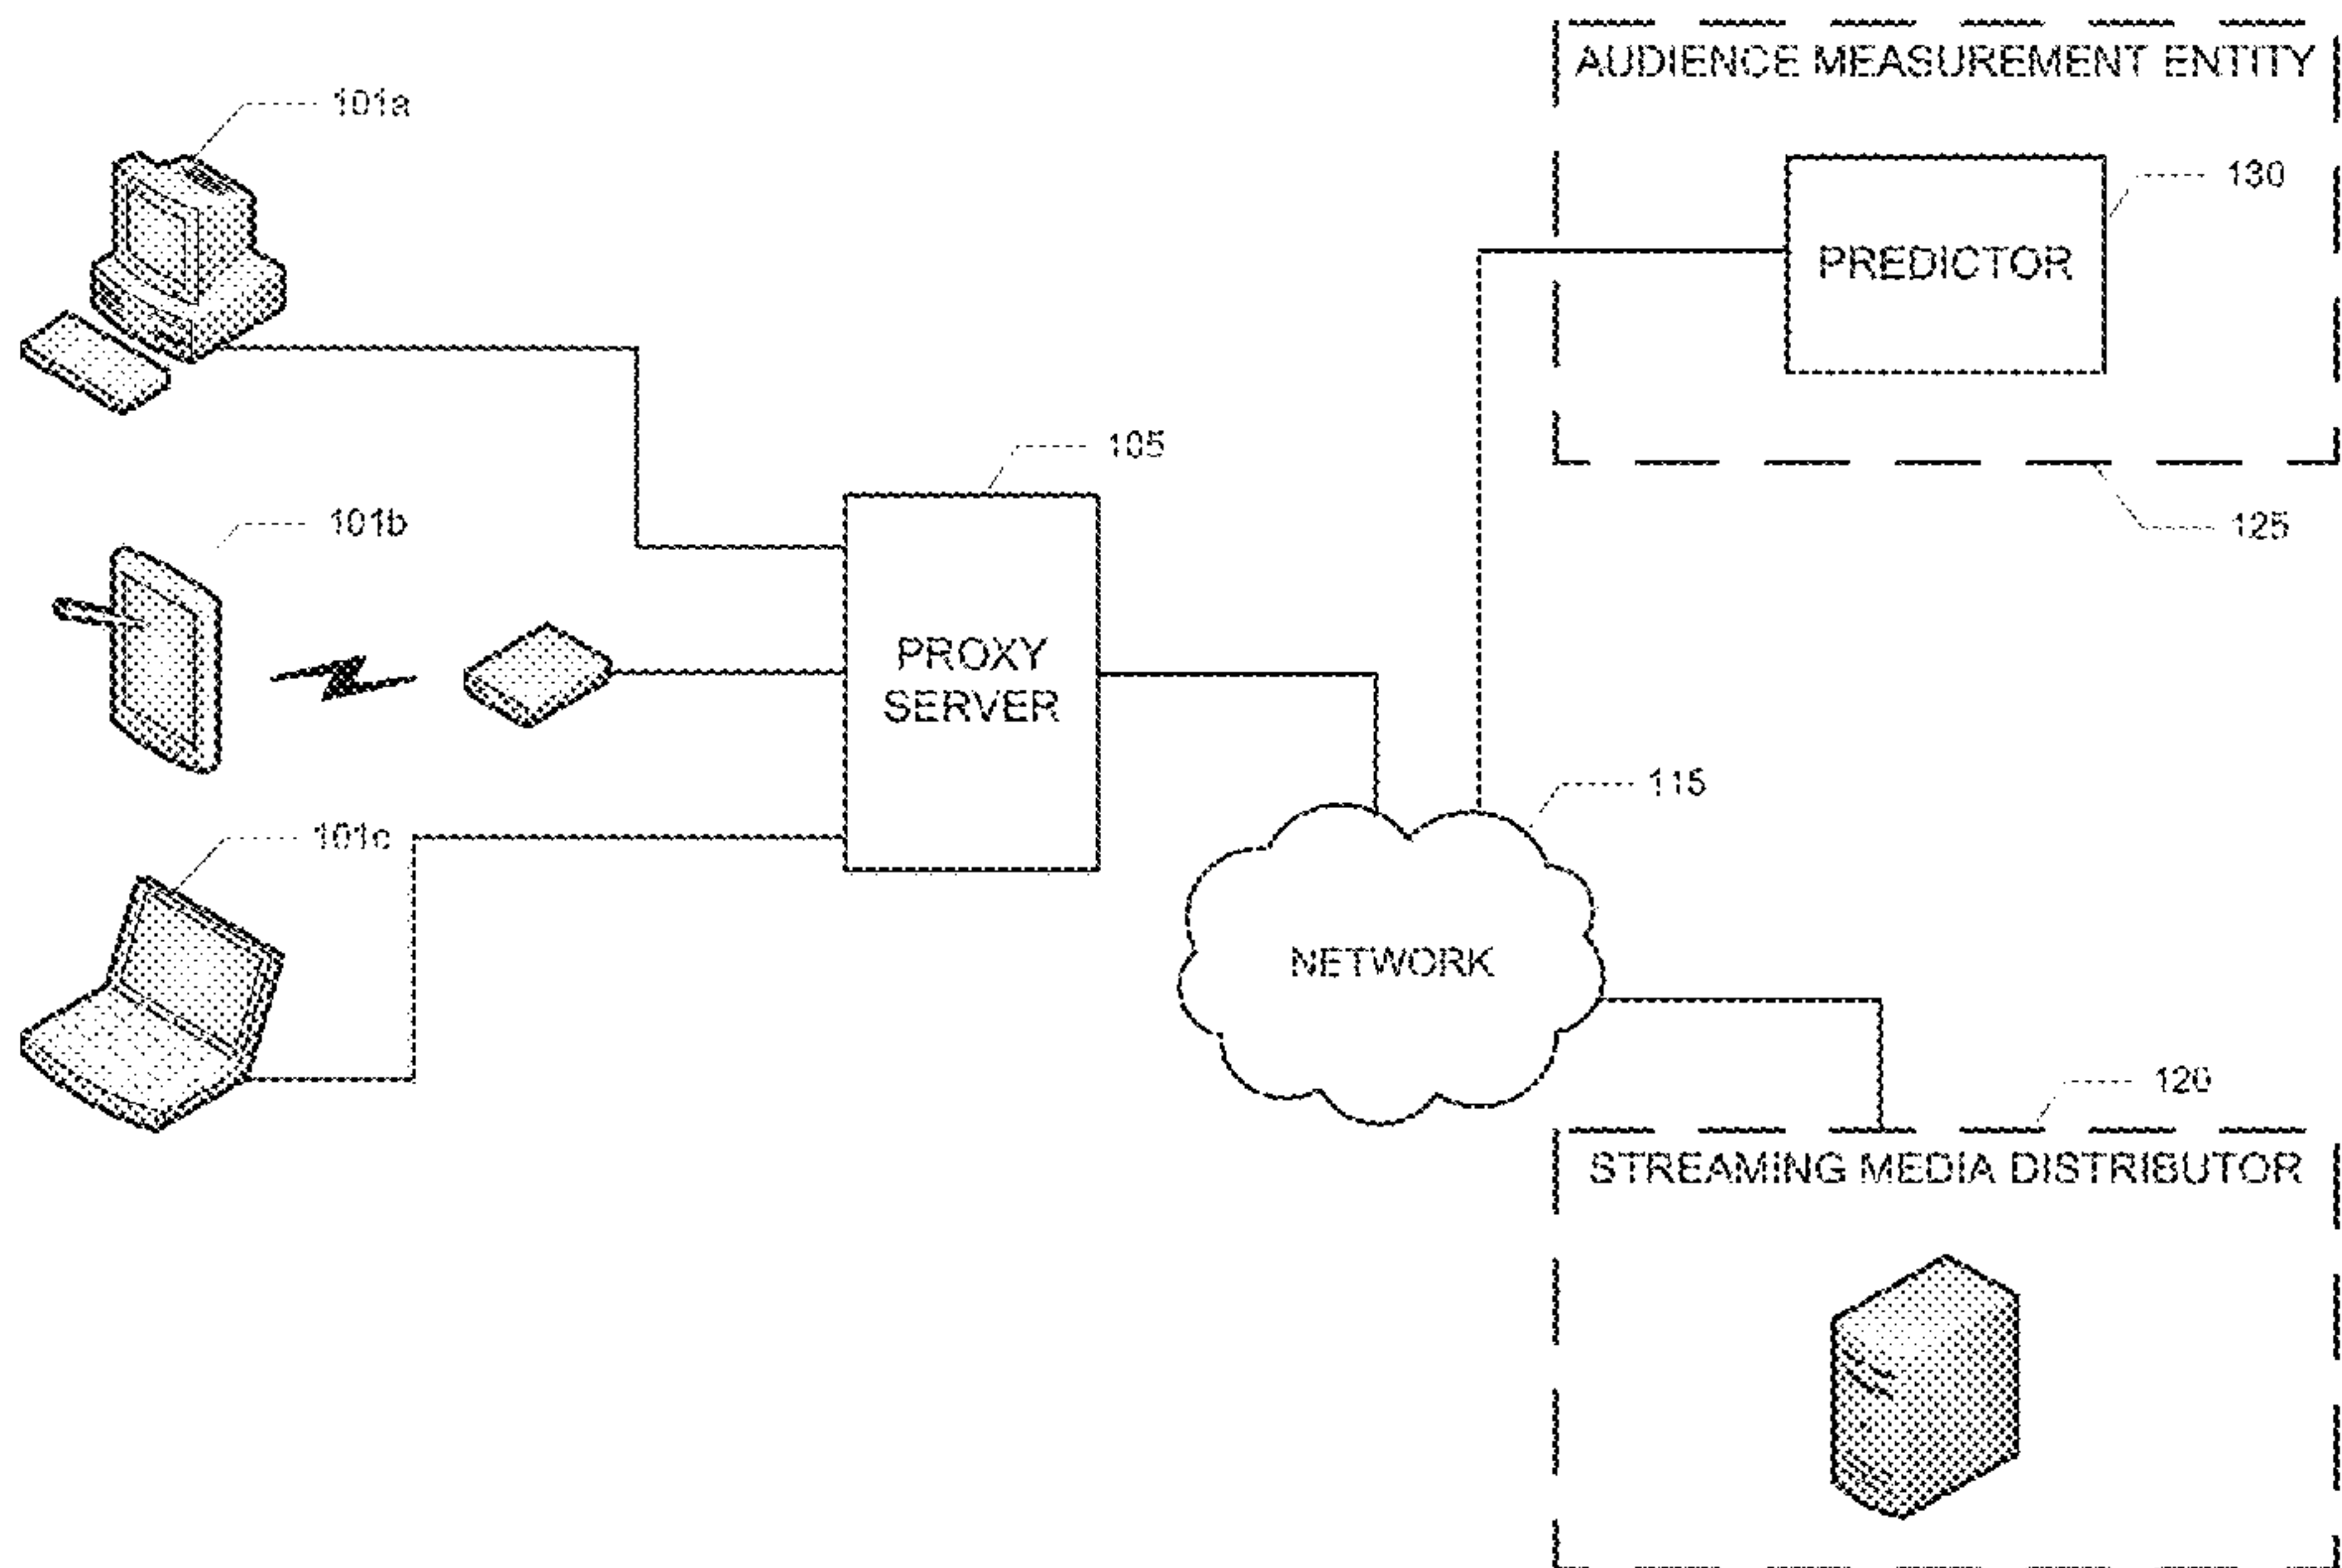 AUDIENCE MEASUREMENT ENTITY
101a
130
PREDICTOR
105
101b
125
PROXY
SERVER
115
101c
NETWORK
120
STREAMING MEDIA DISTRIBUTOR